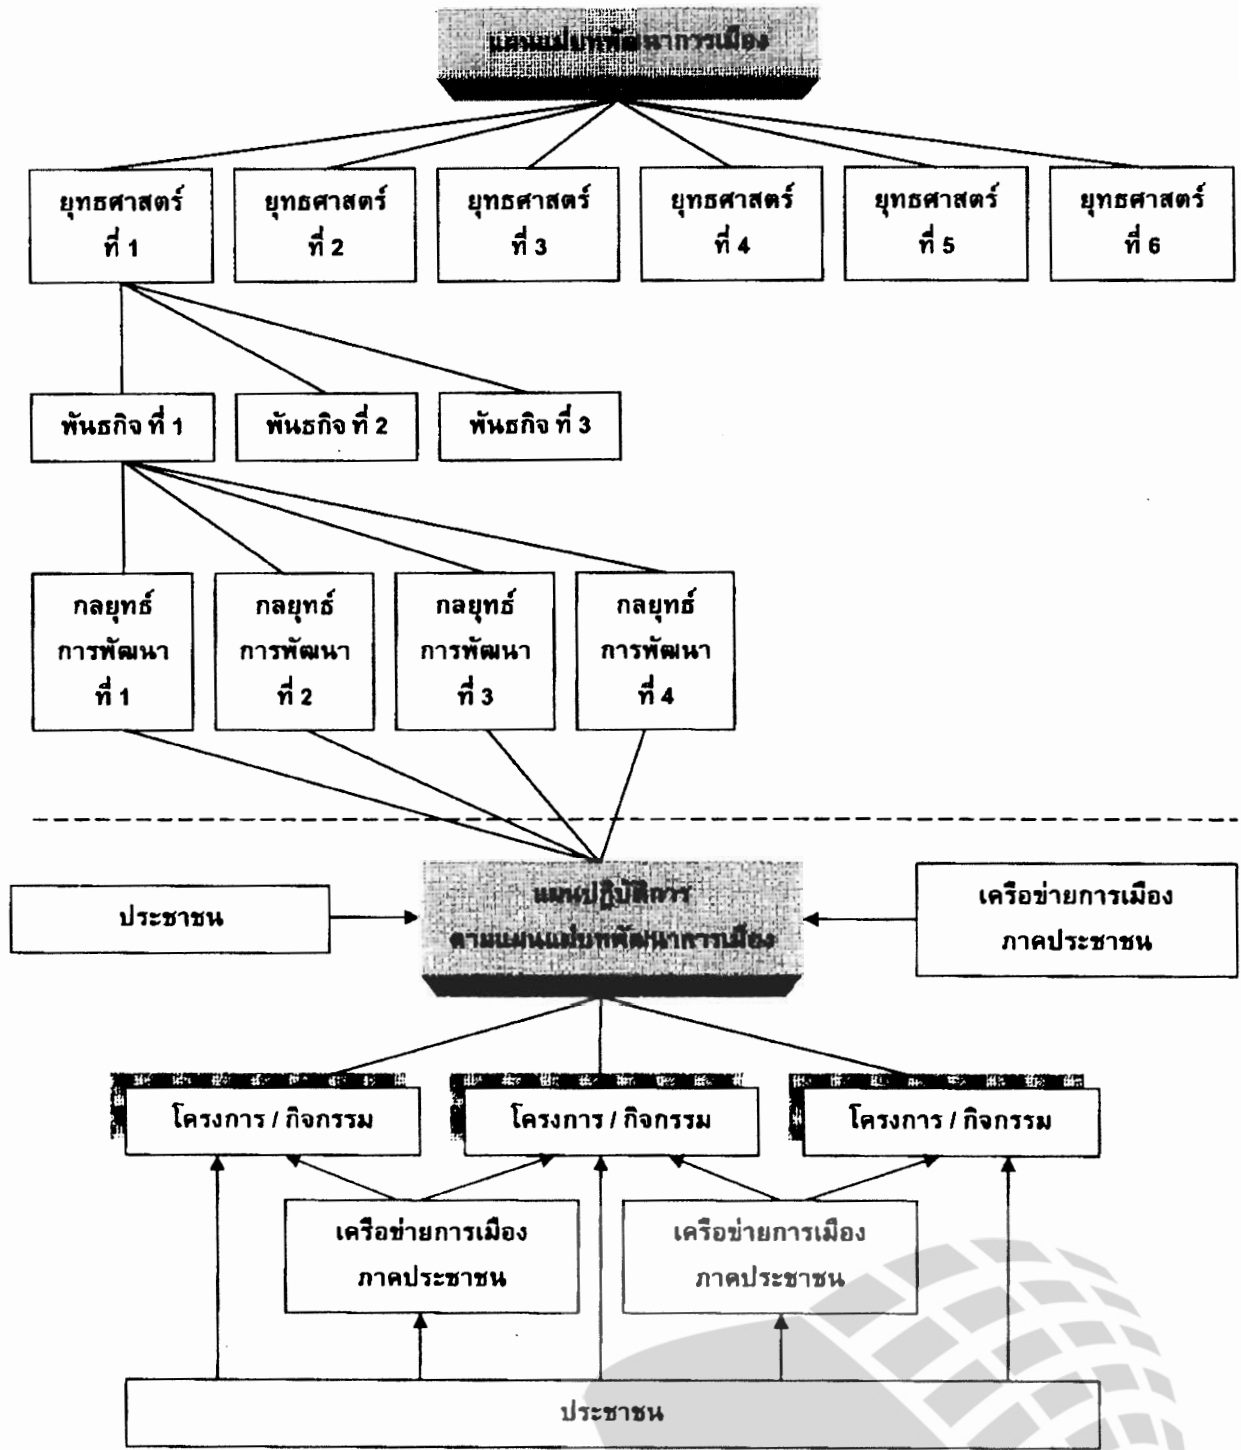 แผนแม่บทพัฒนาการเมือง
ยุทธศาสตร์
ที่ 1
ยุทธศาสตร์
ที่ 2
ยุทธศาสตร์
ที่ 3
ยุทธศาสตร์
ที่ 4
ยุทธศาสตร์
ที่ 5
ยุทธศาสตร์
ที่ 6
พันธกิจ ที่ 1
พันธกิจ ที่ 2
พันธกิจ ที่ 3
กลยุทธ์
การพัฒนา
ที่ 1
กลยุทธ์
การพัฒนา
ที่ 2
กลยุทธ์
การพัฒนา
ที่ 3
กลยุทธ์
การพัฒนา
ที่ 4
ประชาชน
แผนปฏิบัติการ
ตามแผนแม่บทพัฒนาการเมือง
เครือข่ายการเมือง
ภาคประชาชน
โครงการ / กิจกรรม
โครงการ / กิจกรรม
โครงการ / กิจกรรม
เครือข่ายการเมือง
ภาคประชาชน
เครือข่ายการเมือง
ภาคประชาชน
ประชาชน